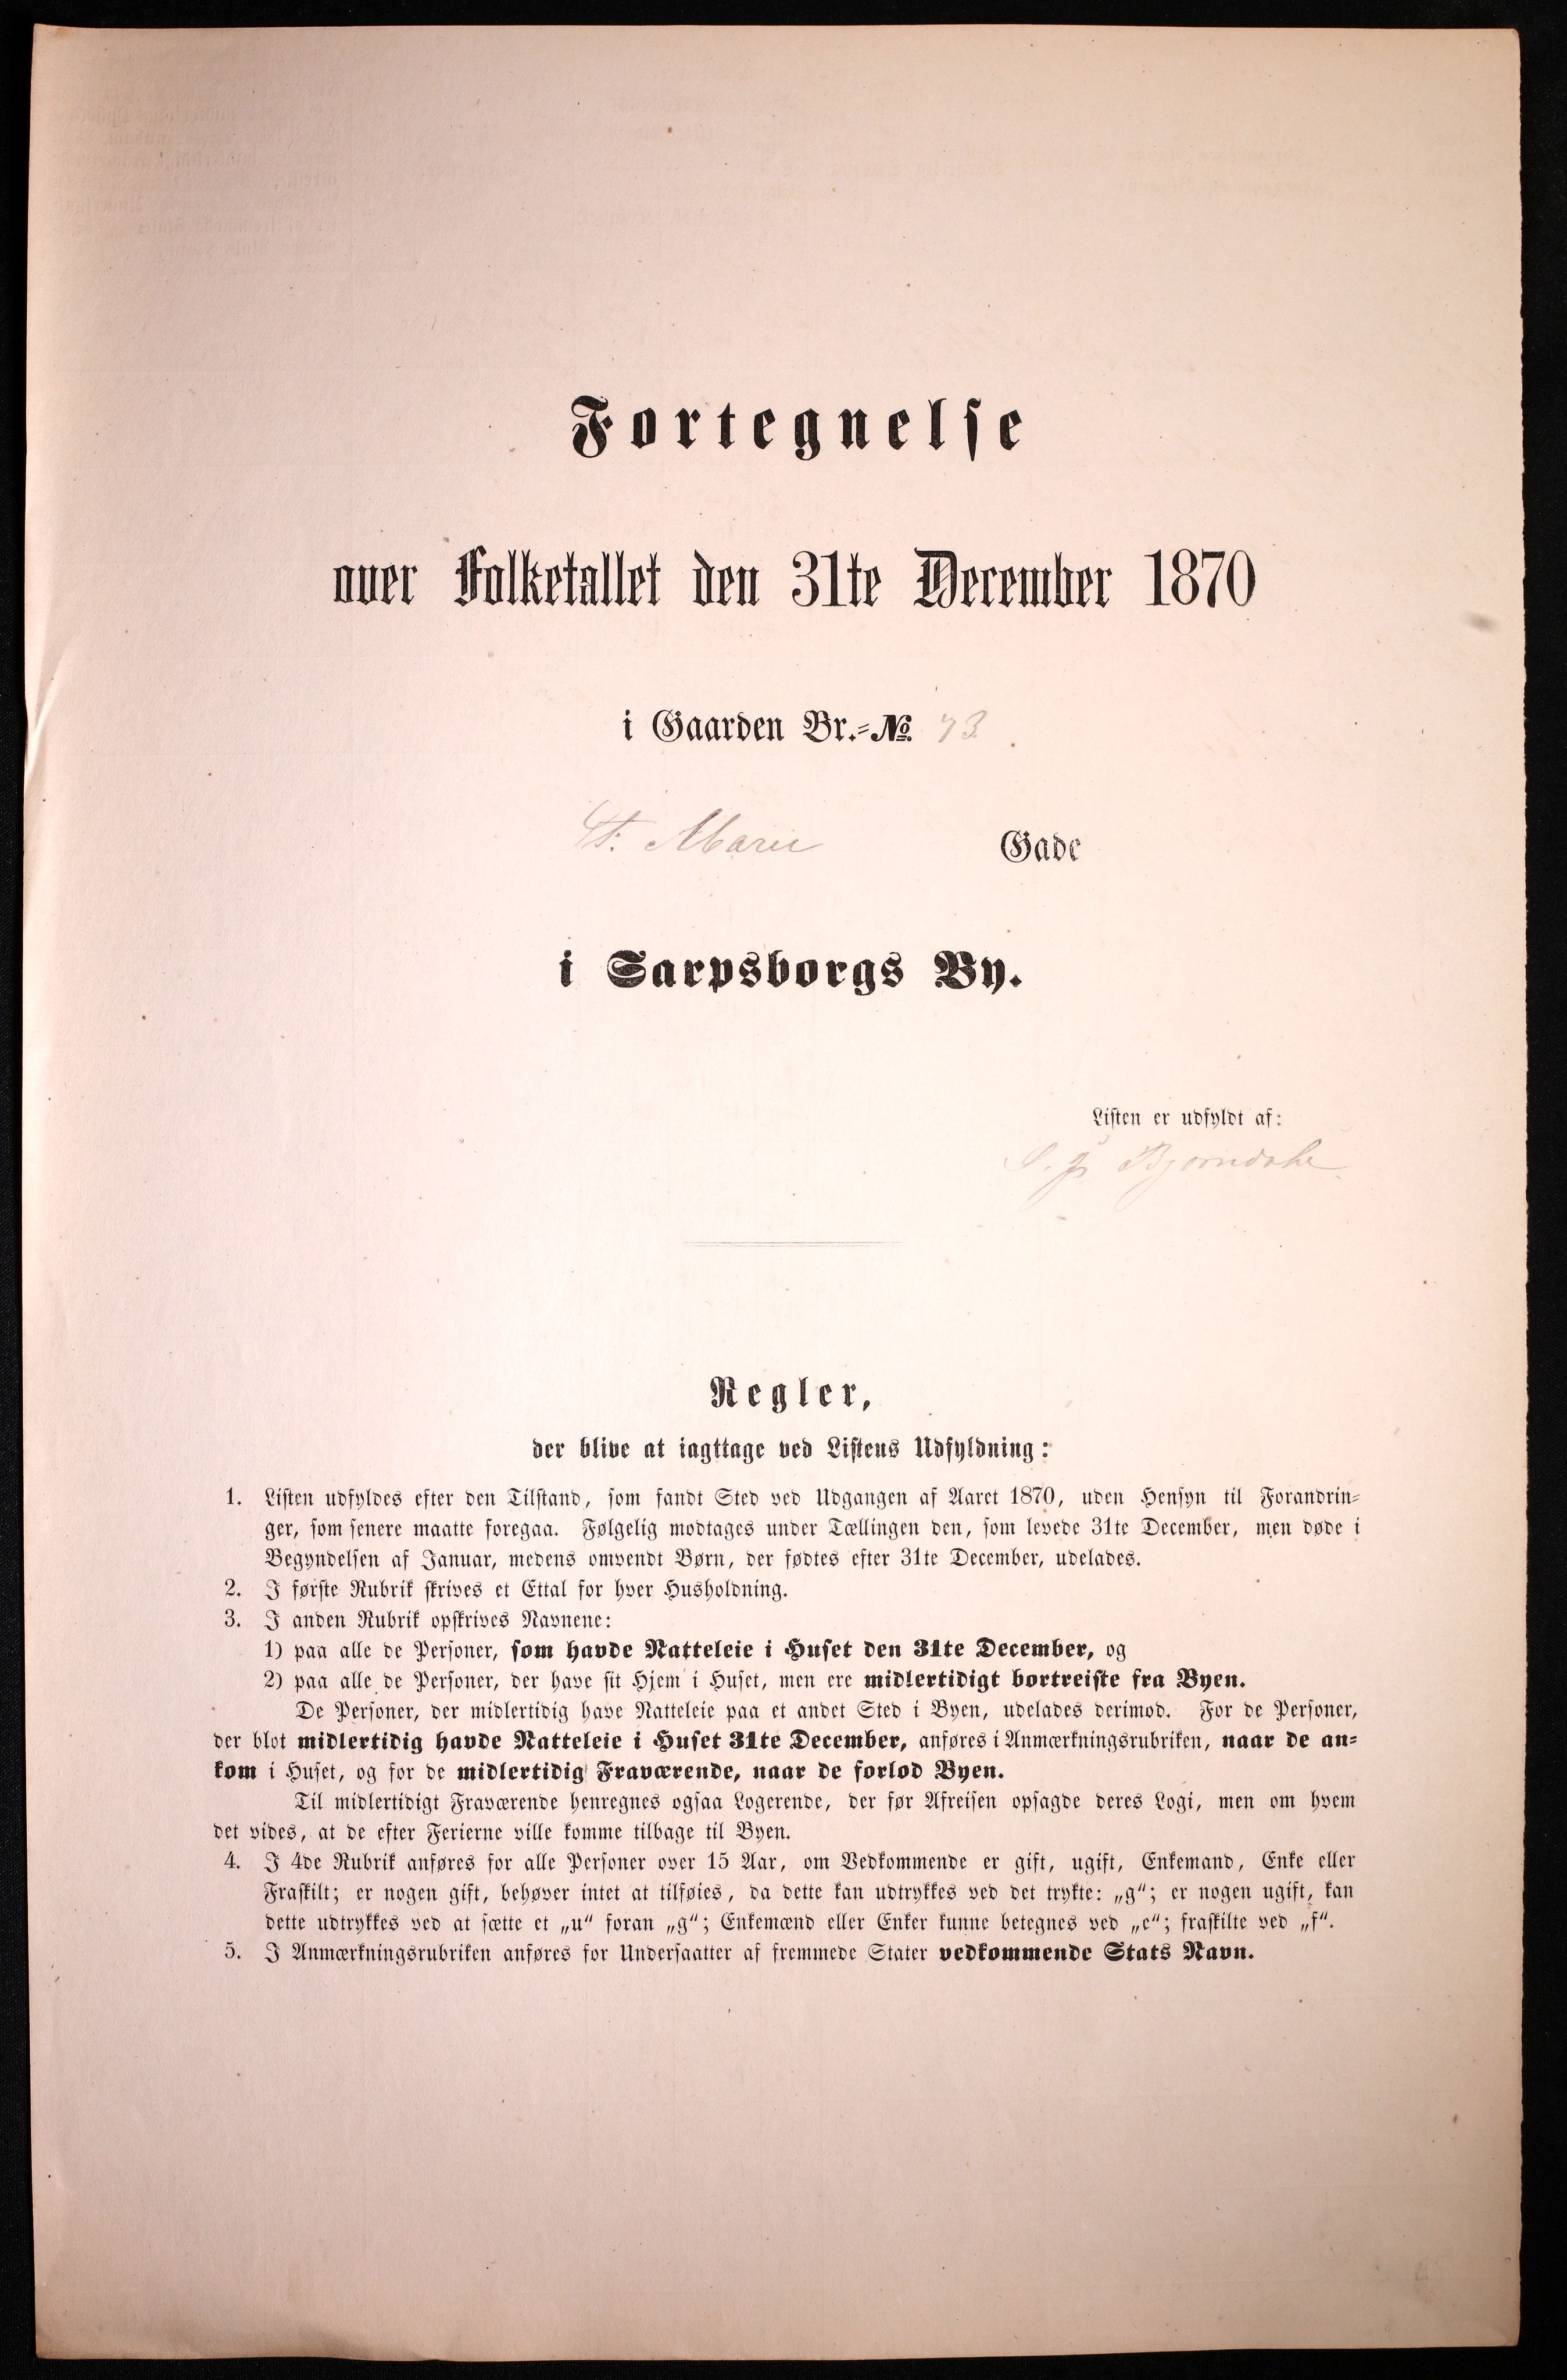 Fortegnelse
over Folketallet den 31te December 1870
i Gaarden Br.=No. 73
St. Marie Gade
i Sarpsborgs By.
Listen er udfyldt af:
Bjørndahl
Regler,
der blive at iagttage ved Listens Udfyldning:
1. Listen udfyldes efter den Tilstand, som fandt Sted ved Udgangen af Aaret 1870, uden Hensyn til Forandrin=
ger, som senere maatte foregaa. Følgelig modtages under Tællingen den, som levede 31te December, men døde i
Begyndelsen af Januar, medens omvendt Børn, der fødtes efter 31te December, udelades.
2. I første Rubrik skrives et Ettal for hver Husholdning.
3. I anden Rubrik opskrives Navnene:
1) paa alle de Personer, som havde Natteleie i Huset den 31te December, og
2) paa alle de Personer, der have sit Hjem i Huset, men ere midlertidigt bortreiste fra Byen.
De Personer, der midlertidig have Natteleie paa et andet Sted i Byen, udelades derimod. For de Personer,
der blot midlertidig havde Natteleie i Huset 31te December, anføres i Anmærkningsrubriken, naar de an=
kom i Huset, og for de midlertidig Fraværende, naar de forlod Byen.
Til midlertidigt Fraværende henregnes ogsaa Logerende, der før Afreisen opsagde deres Logi, men om hvem
det vides, at de efter Ferierne ville komme tilbage til Byen.
4. I 4de Rubrik anføres for alle Personer over 15 Aar, om Vedkommende er gift, ugift, Enkemand, Enke eller
Fraskilt; er nogen gift, behøver intet at tilføies, da dette kan udtrykkes ved det trykte: „g“; er nogen ugift, kan
dette udtrykkes ved at sætte et „u“ foran „g“; Enkemænd eller Enker kunne betegnes ved „e“; fraskilte ved „f“.
5. I Anmærkningsrubriken anføres for Undersaatter af fremmede Stater vedkommende Stats Navn.